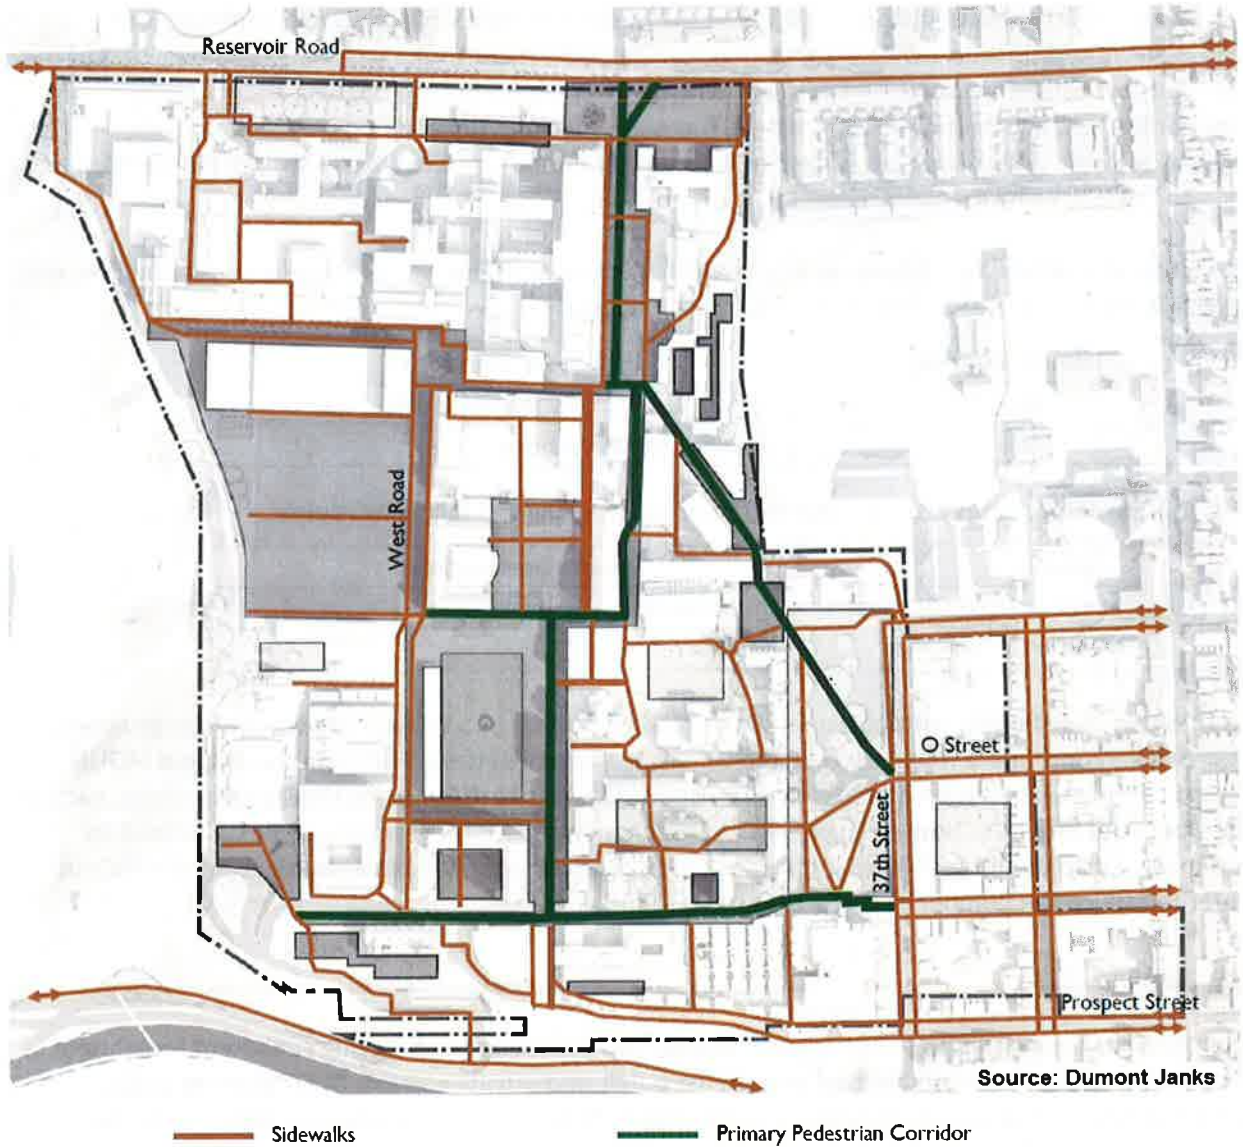 Reservoir Road
West Road
O Street
37th Street
Prospect Street
Source: Dumont Janks
Sidewalks
Primary Pedestrian Corridor